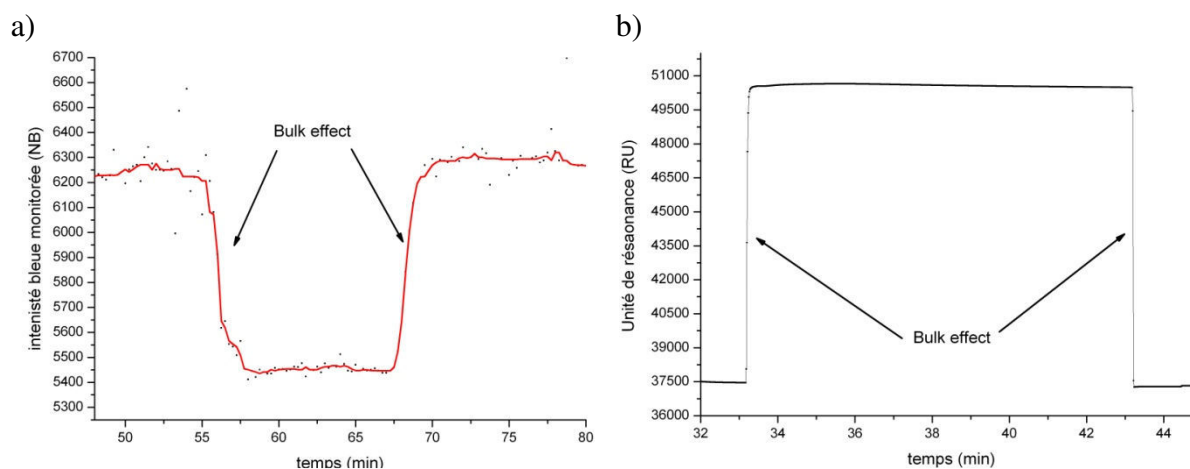 a)
6700
6600
6500
6400
6300
6200
6100
6000
5900
5800
5700
5600
5500
5400
5300
intenisté bleue monitorée (NB)
Bulk effect
50 55 60 65 70 75 80
temps (min)
b)
51000
49500
48000
46500
45000
43500
42000
40500
39000
37500
36000
Unité de résaonance (RU)
Bulk effect
32 34 36 38 40 42 44
temps (min)